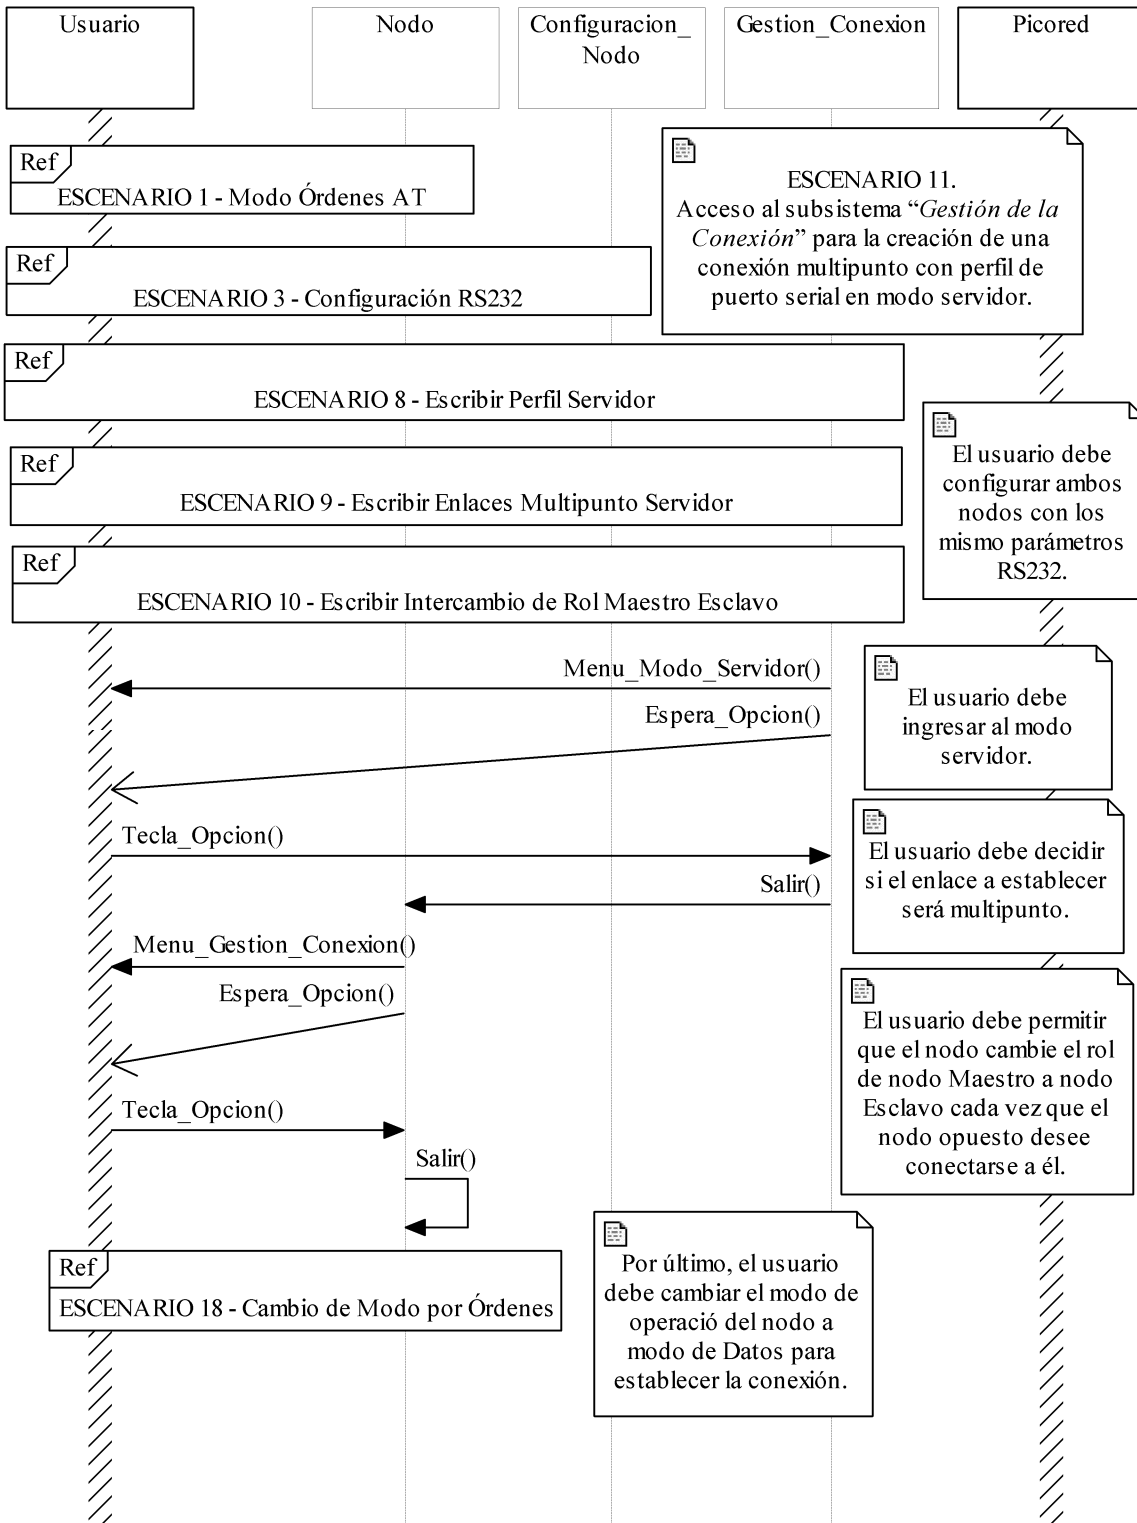 Usuario
Nodo
Configuracion_
Nodo
Gestion_Conexion
Picored
Ref
ESCENARIO 1 - Modo Órdenes AT
ESCENARIO 11.
Acceso al subsistema “Gestión de la
Conexión” para la creación de una
conexión multipunto con perfil de
puerto serial en modo servidor.
Ref
ESCENARIO 3 - Configuración RS232
Ref
ESCENARIO 8 - Escribir Perfil Servidor
El usuario debe
configurar ambos
nodos con los
mismo parámetros
RS232.
Ref
ESCENARIO 9 - Escribir Enlaces Multipunto Servidor
Ref
ESCENARIO 10 - Escribir Intercambio de Rol Maestro Esclavo
Menu_Modo_Servidor()
El usuario debe
ingresar al modo
servidor.
Espera_Opcion()
Tecla_Opcion()
El usuario debe decidir
si el enlace a establecer
será multipunto.
Salir()
Menu_Gestion_Conexion()
Espera_Opcion()
El usuario debe permitir
que el nodo cambie el rol
de nodo Maestro a nodo
Esclavo cada vez que el
nodo opuesto desee
conectarse a él.
Tecla_Opcion()
Salir()
Ref
ESCENARIO 18 - Cambio de Modo por Órdenes
Por último, el usuario
debe cambiar el modo de
operació del nodo a
modo de Datos para
establecer la conexión.